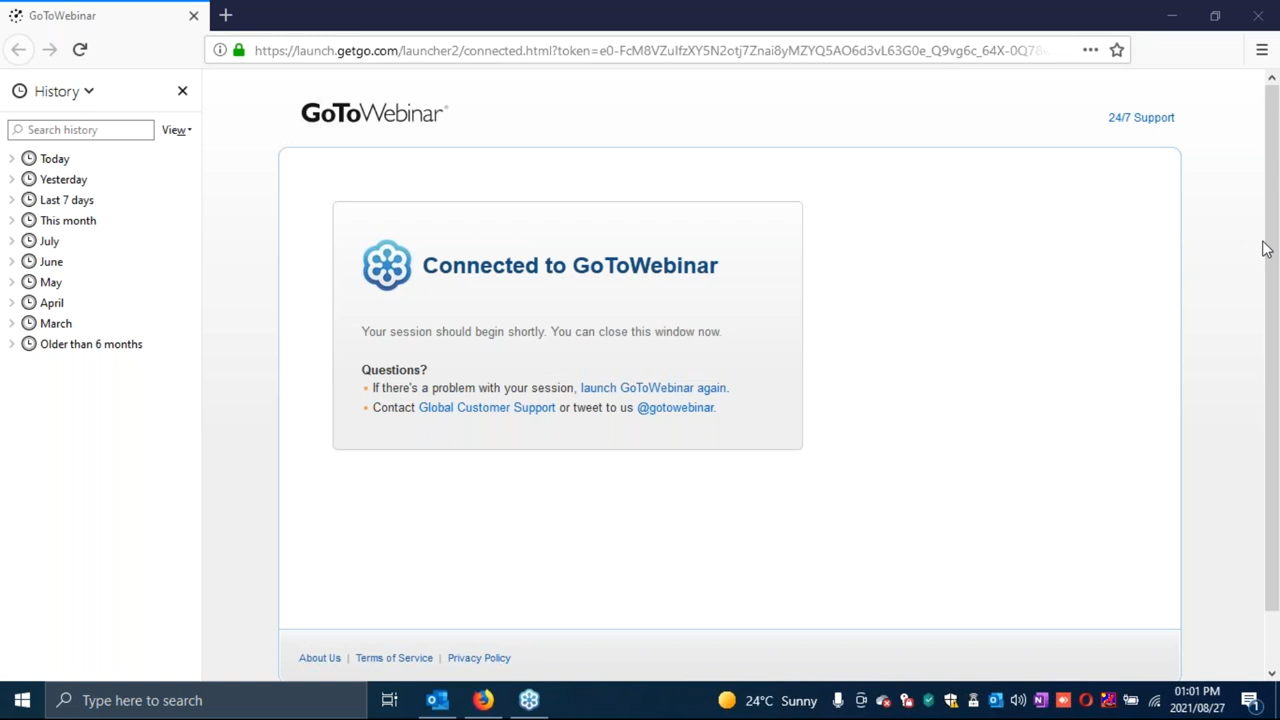 GoToWebinar
https://launch.getgo.com/launcher2/connected.html?token=
History
Search history
View
Today
Yesterday
Last 7 days
This month
July
June
May
April
March
Older than 6 months
GoToWebinar®
24/7 Support
Connected to GoToWebinar
Your session should begin shortly. You can close this window now.
Questions?
If there's a problem with your session, launch GoToWebinar again.
Contact Global Customer Support or tweet to us @gotowebinar.
About Us | Terms of Service | Privacy Policy
Type here to search
24°C Sunny
01:01 PM
2021/08/27
1